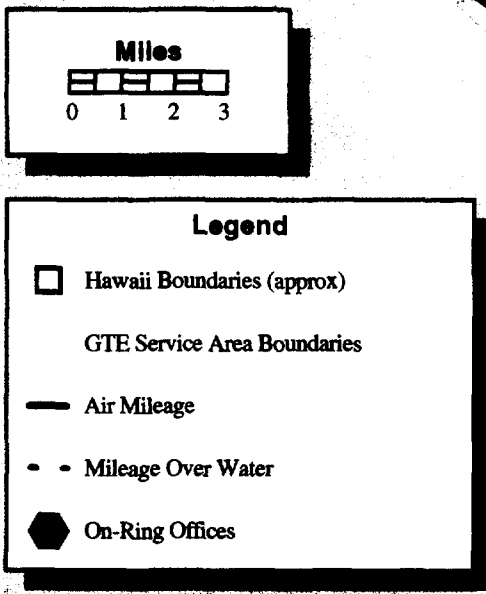 Miles
0 1 2 3
Legend
Hawaii Boundaries (approx)
GTE Service Area Boundaries
Air Mileage
Mileage Over Water
On-Ring Offices